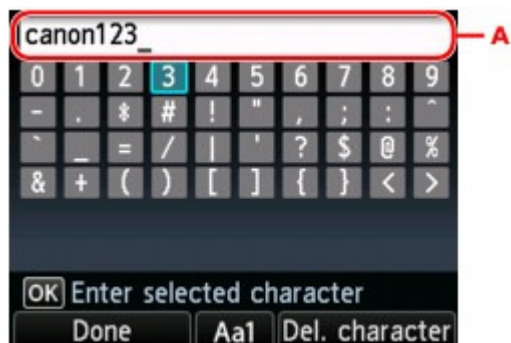 canon123_ A
0 1 2 3 4 5 6 7 8 9
- . * # ! " , ; : ^
` _ = / | ' ? $ @ %
& + ( ) [ ] { } < >
OK Enter selected character
Done Aa1 Del. character